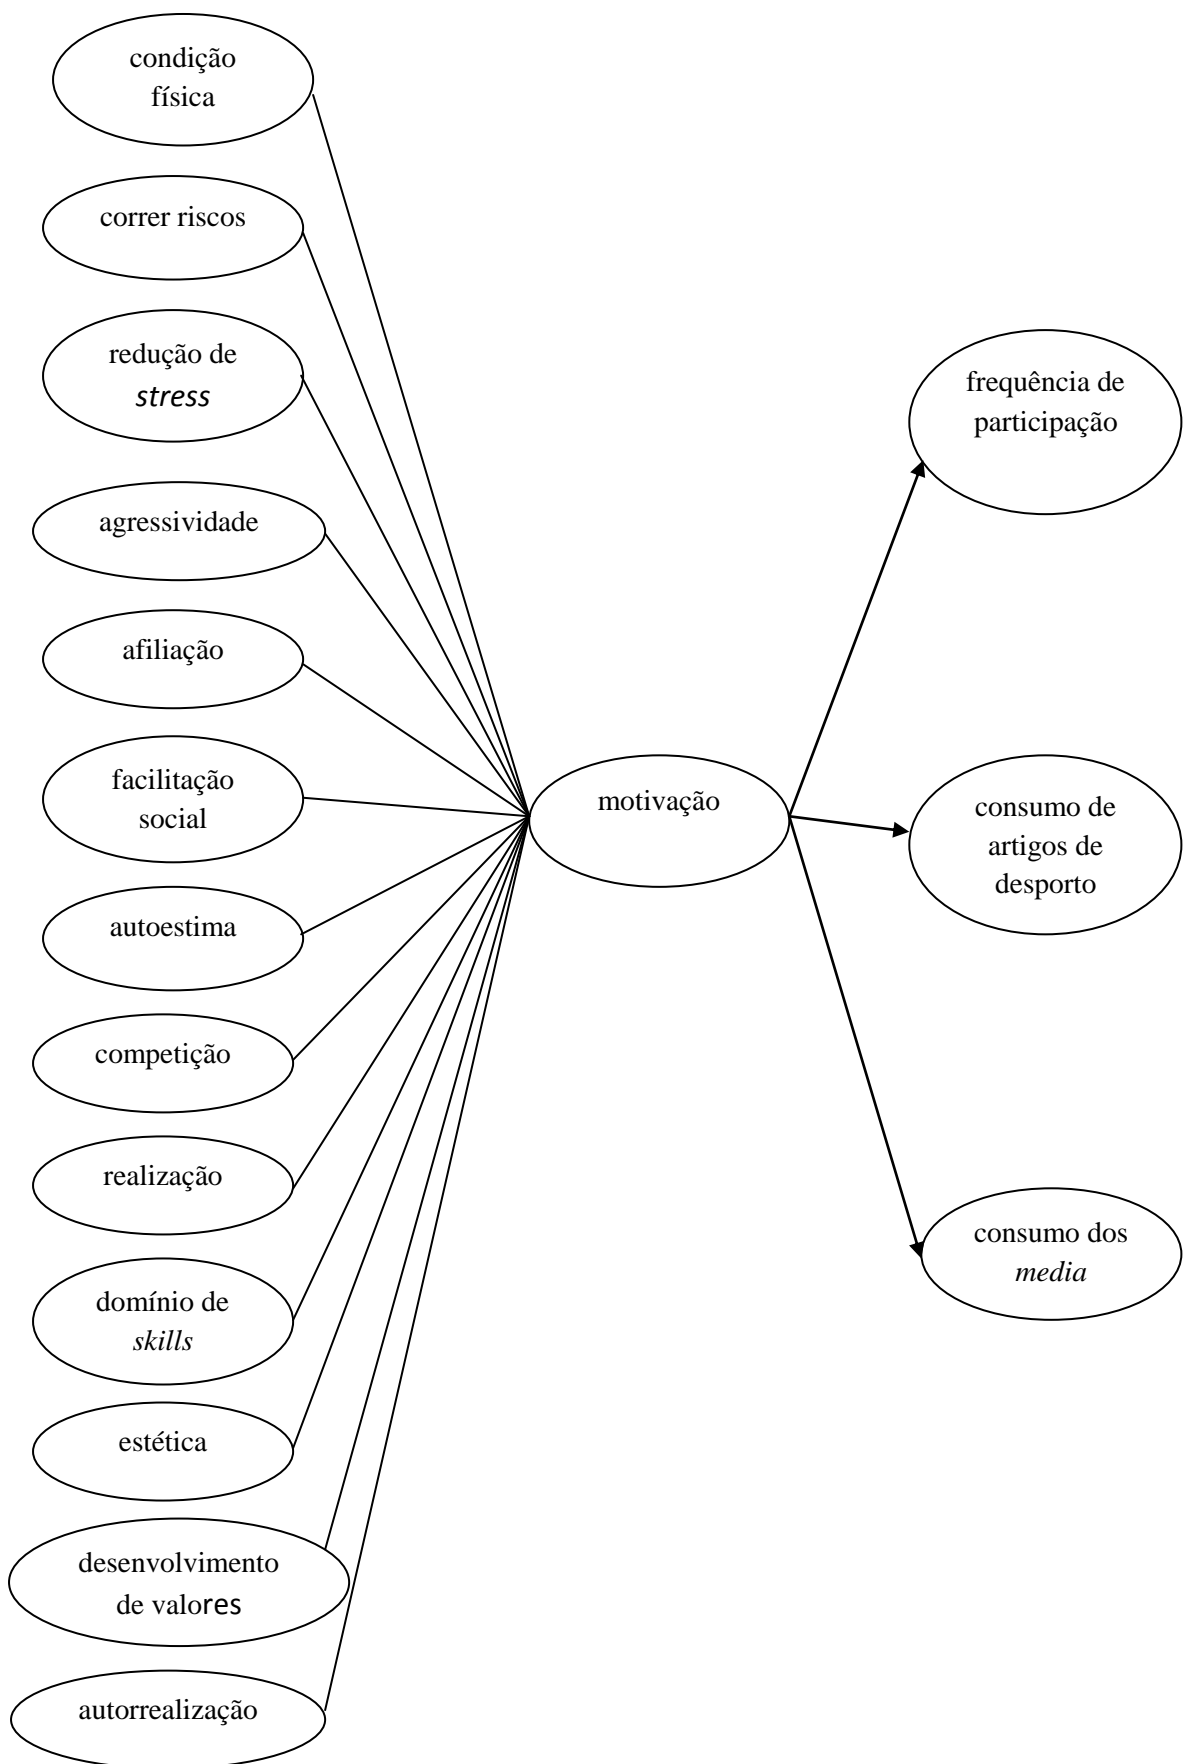 condição
física
correr riscos
redução de
stress
agressividade
afiliação
facilitação
social
autoestima
competição
realização
domínio de
skills
estética
desenvolvimento
de valores
autorrealização
motivação
frequência de
participação
consumo de
artigos de
desporto
consumo dos
media